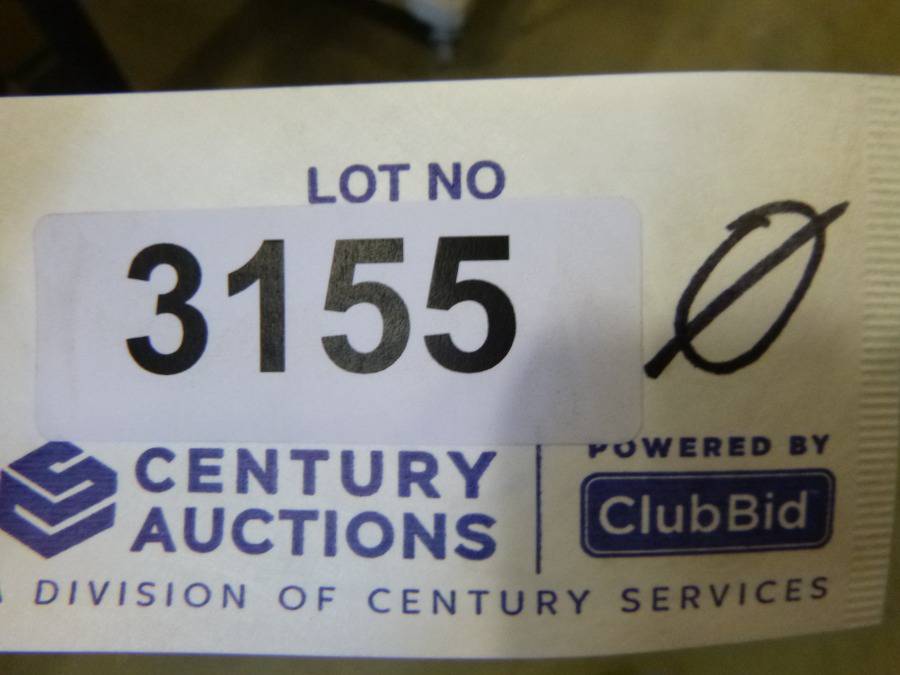 LOT NO
3155 Ø
CENTURY
AUCTIONS
POWERED BY
ClubBid
DIVISION OF CENTURY SERVICES